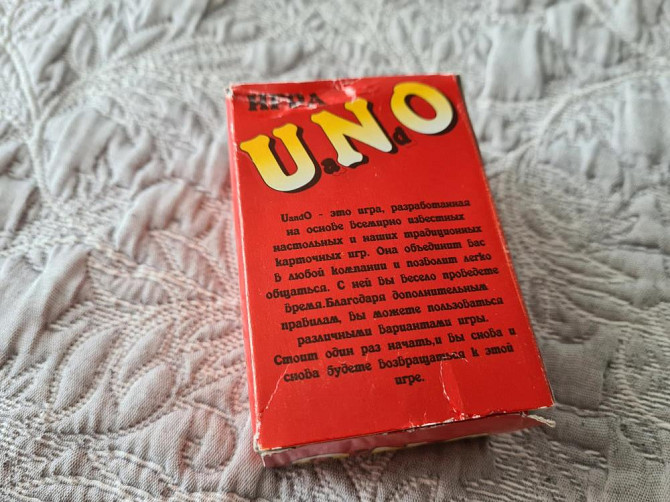 ИГРА
UaNdO
UandO - это игра, разработанная
на основе всемирно известных
настольных и наших традиционных
карточных игр. Она объединит вас
в любой компании и позволит легко
общаться. С ней вы весело проведете
время.Благодаря дополнительным
правилам, вы можете пользоваться
различными вариантами игры.
Стоит один раз начать,и вы снова и
снова будете возвращаться к этой
игре.